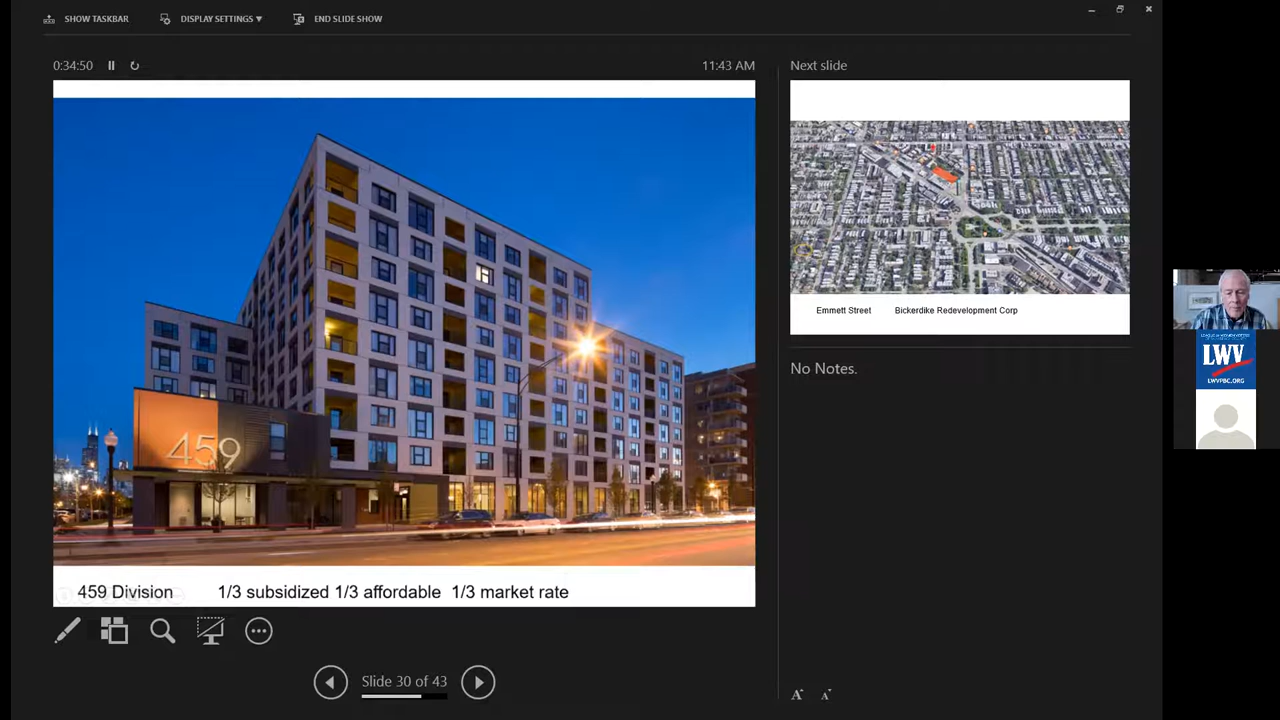 SHOW TASKBAR
DISPLAY SETTINGS ▼
END SLIDE SHOW
0:34:50
11:43 AM
Next slide
459
459 Division 1/3 subsidized 1/3 affordable 1/3 market rate
Slide 30 of 43
Emmett Street Bickerdike Redevelopment Corp
No Notes.
A A
LWV
LWVPBC.ORG